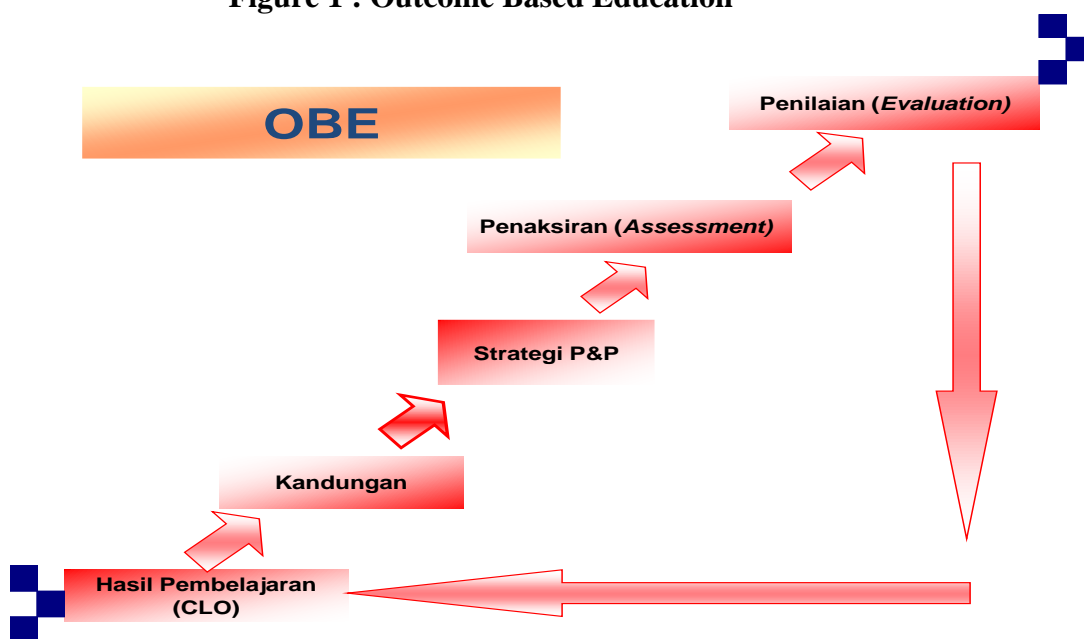 Figure 1 : Outcome Based Education
OBE
Penilaian (Evaluation)
Penaksiran (Assessment)
Strategi P&P
Kandungan
Hasil Pembelajaran
(CLO)